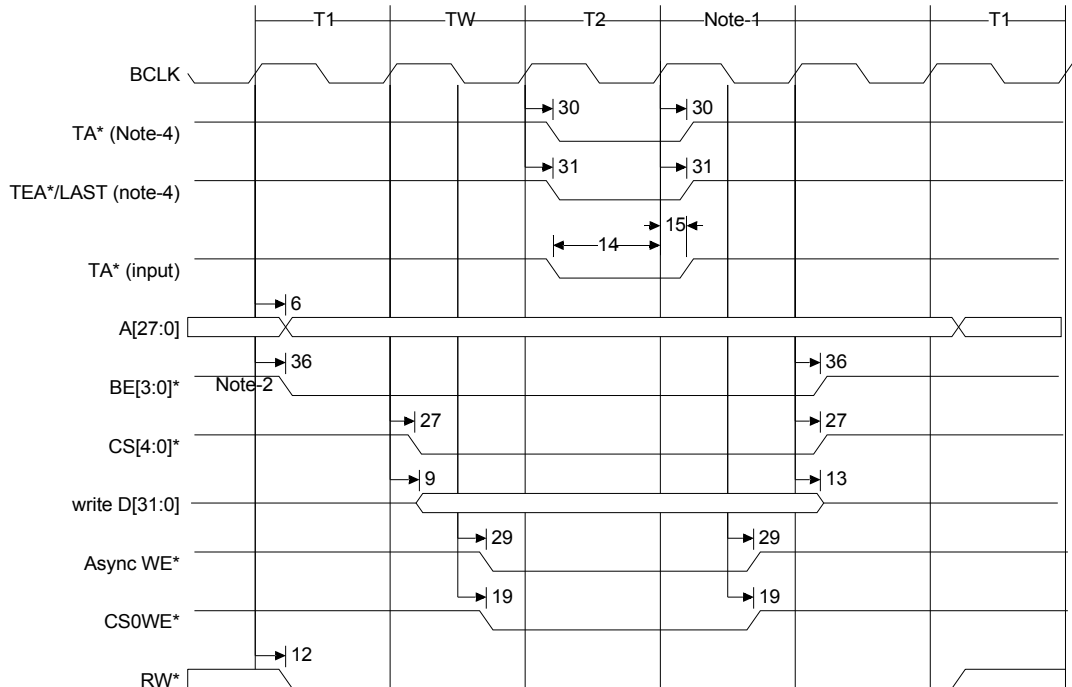 T1 TW T2 Note-1 T1
BCLK
30 30
TA* (Note-4)
31 31
TEA*/LAST (note-4)
15
14
TA* (input)
6
A[27:0]
36 36
BE[3:0]* Note-2
27 27
CS[4:0]*
9 13
write D[31:0]
29 29
Async WE*
19 19
CS0WE*
12
RW*